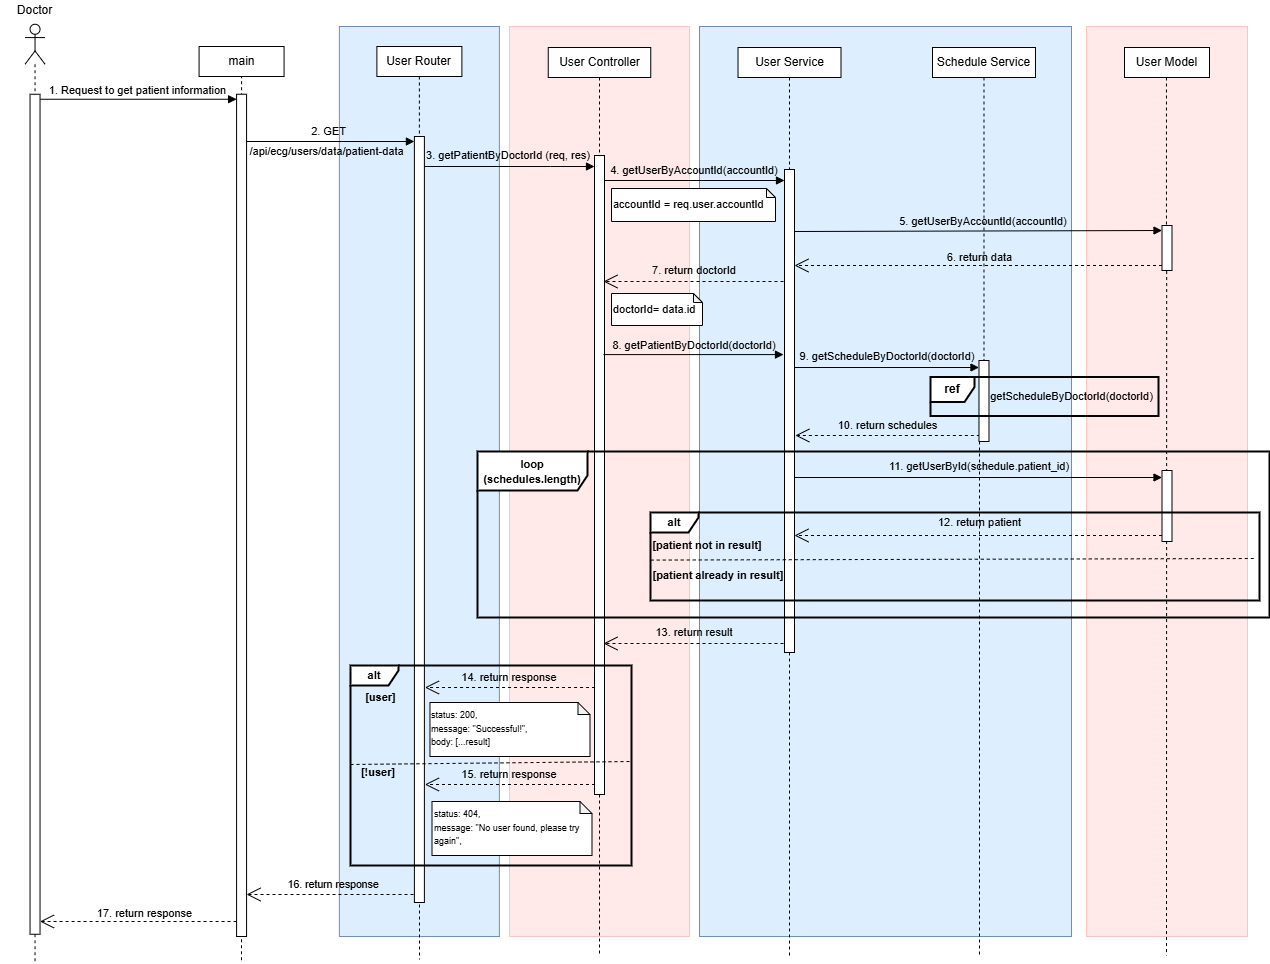 Doctor
main
User Router
User Controller
User Service
Schedule Service
User Model
1. Request to get patient information
2. GET
/api/ecg/users/data/patient-data
3. getPatientByDoctorId (req, res)
4. getUserByAccountId(accountId)
accountId = req.user.accountId
5. getUserByAccountId(accountId)
6. return data
7. return doctorId
doctorId= data.id
8. getPatientByDoctorId(doctorId)
9. getScheduleByDoctorId(doctorId)
ref
getScheduleByDoctorId(doctorId)
10. return schedules
loop
(schedules.length)
11. getUserById(schedule.patient_id)
alt
12. return patient
[patient not in result]
[patient already in result]
13. return result
alt
14. return response
[user]
status: 200,
message: "Successful!",
body: [...result]
[!user]
15. return response
status: 404,
message: "No user found, please try
again",
16. return response
17. return response